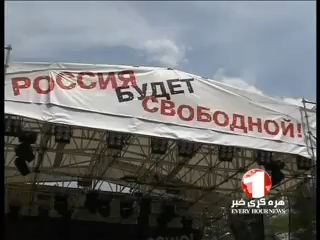 РОССИЯ
БУДЕТ
СВОБОДНОЙ!
1
هره گړی خبر
EVERY HOUR NEWS